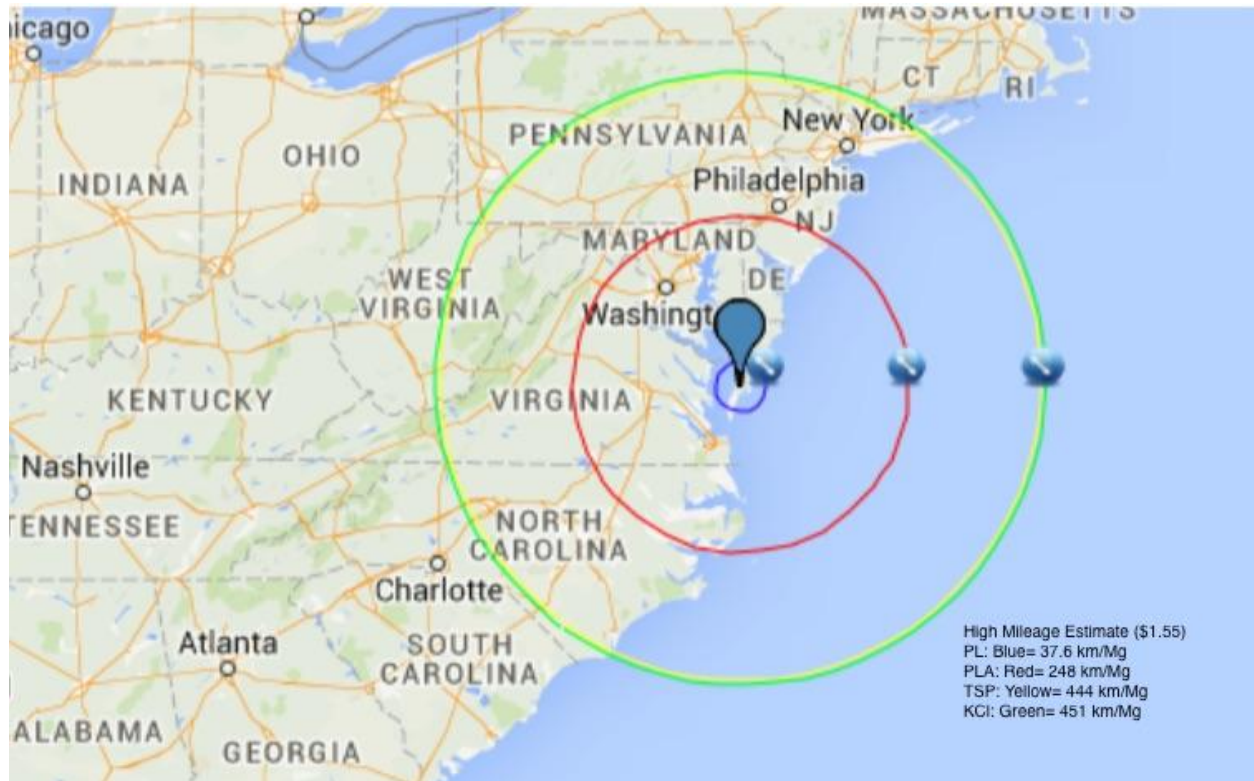 MASSACHUSETTS
hicago
CT
RI
New York
PENNSYLVANIA
OHIO
INDIANA
Philadelphia
NJ
MARYLAND
WEST
VIRGINIA
DE
Washingt
KENTUCKY
VIRGINIA
Nashville
TENNESSEE
NORTH
CAROLINA
Charlotte
Atlanta
SOUTH
CAROLINA
ALABAMA
GEORGIA
High Mileage Estimate ($1.55)
PL: Blue= 37.6 km/Mg
PLA: Red= 248 km/Mg
TSP: Yellow= 444 km/Mg
KCl: Green= 451 km/Mg